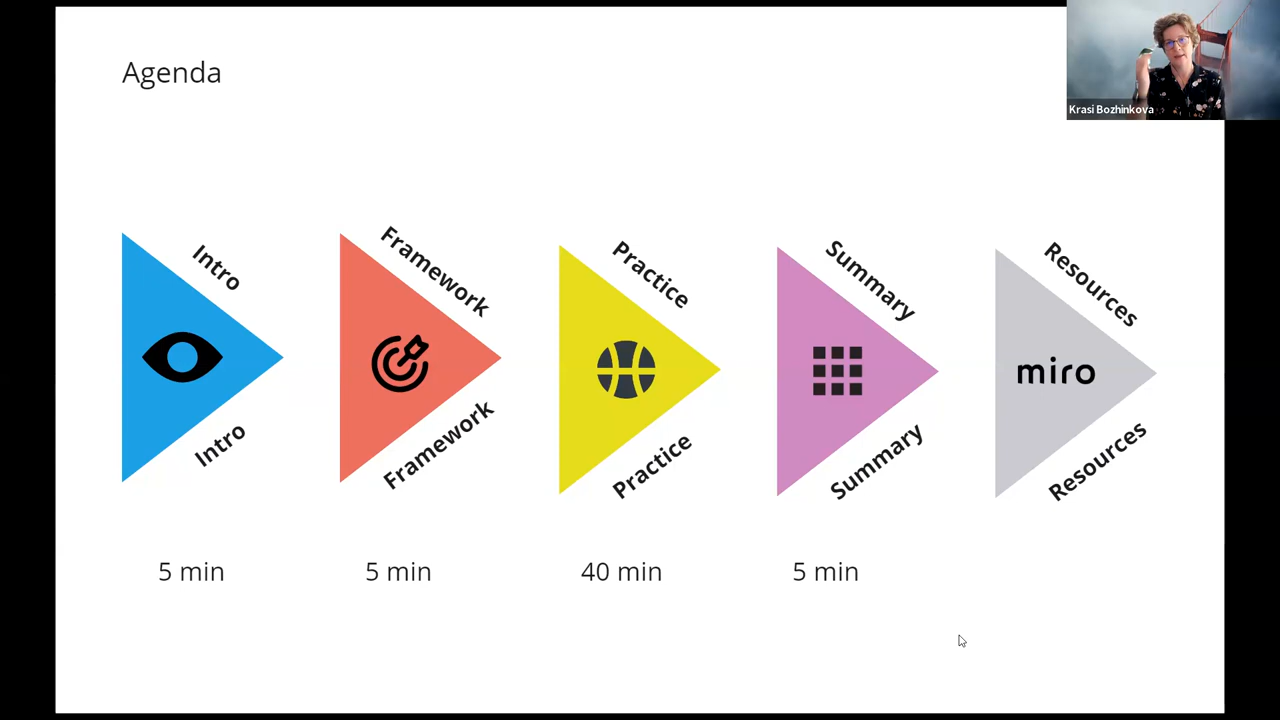 Agenda
Krasi Bozhinkova
Intro
Framework
Practice
Summary
Resources
miro
Intro
Framework
Practice
Summary
Resources
5 min
5 min
40 min
5 min